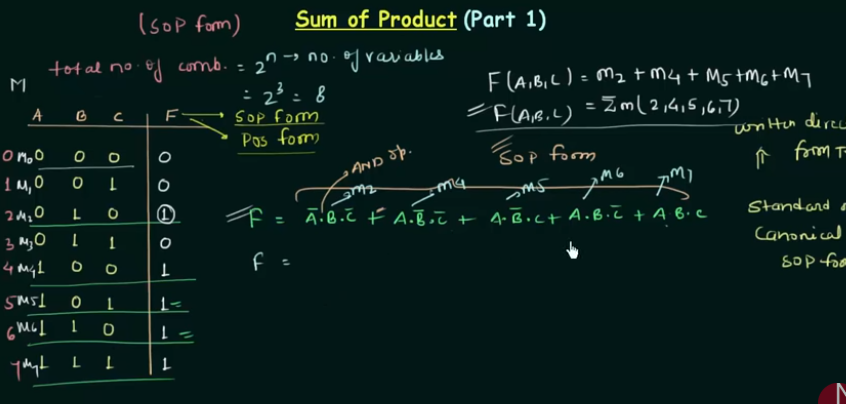 (SOP form) Sum of Product (Part 1)
total no. of comb. = 2ⁿ → no. of variables
= 2³ = 8
M
F(A,B,C) = m2 + m4 + m5 + m6 + m7
F(A,B,C) = Σm(2,4,5,6,7)
A B C F → SOP form
POS form
written direc
form T
SOP form
AND op.
0 m0 0 0 0 0
1 m1 0 0 1 0
2 m2 0 1 0 1
3 m3 0 1 1 0
4 m4 1 0 0 1
5 m5 1 0 1 1
6 m6 1 1 0 1
7 m7 1 1 1 1
m2 m4 m5 m6 m7
F = A̅.B.C̅ + A.B̅.C̅ + A.B̅.C + A.B.C̅ + A B.C
F =
Standard
Canonical
SOP fo
N